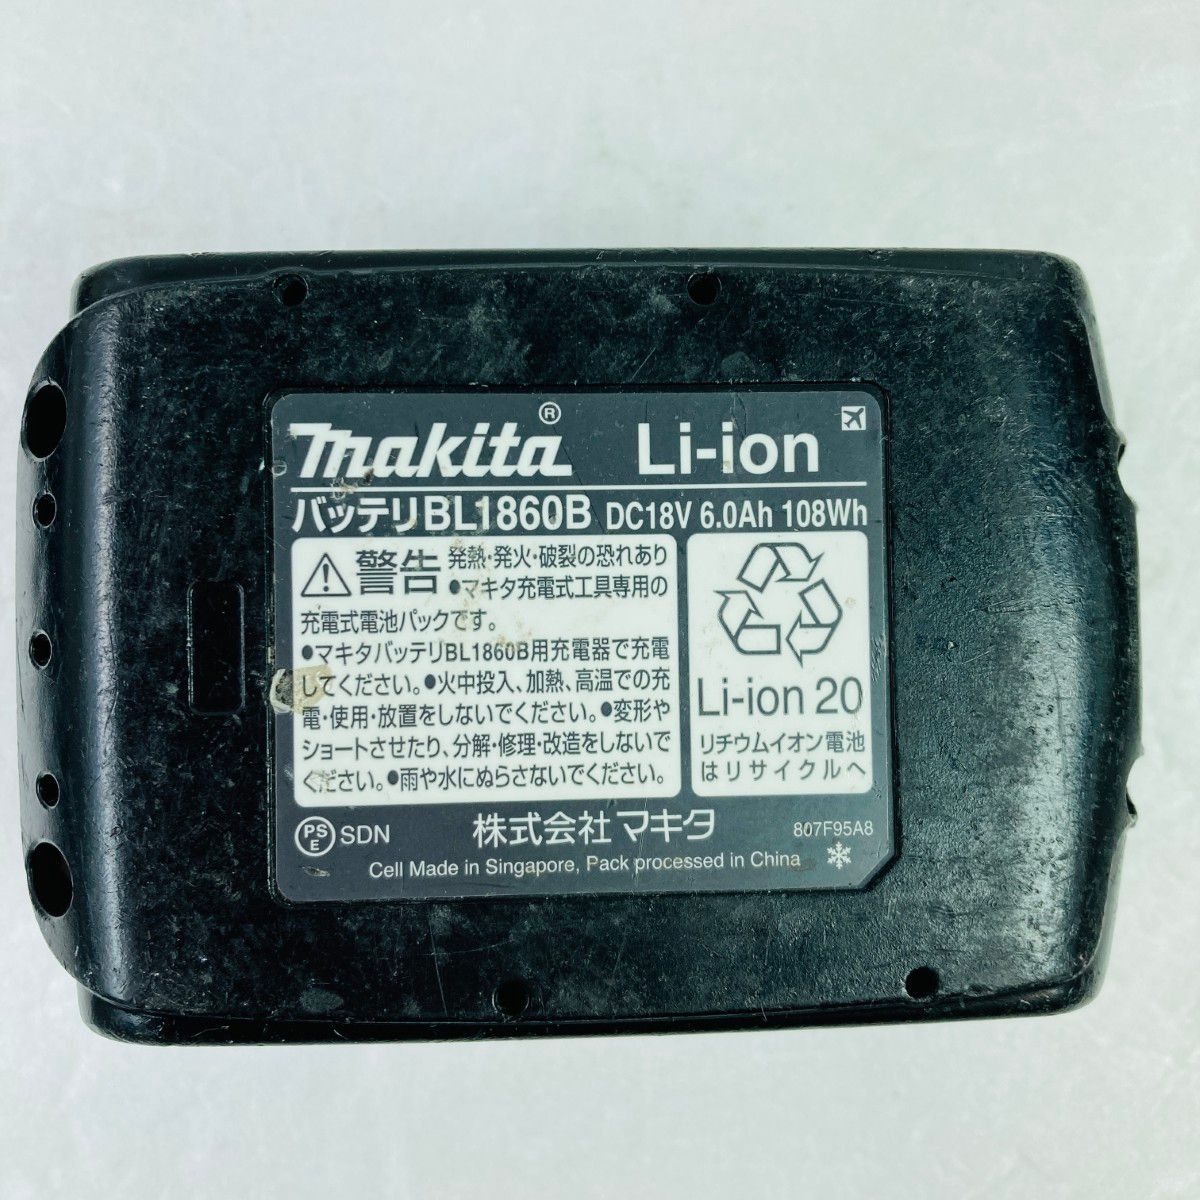 makita® Li-ion
バッテリBL1860B DC18V 6.0Ah 108Wh
警告 発熱・発火・破裂の恐れあり
●マキタ充電式工具専用の
充電式電池パックです。
●マキタバッテリBL1860B用充電器で充電
してください。●火中投入、加熱、高温での充
電・使用・放置をしないでください。●変形や
ショートさせたり、分解・修理・改造をしないで
ください。●雨や水にぬらさないでください。
Li-ion 20
リチウムイオン電池
はリサイクルへ
PS
E
SDN
株式会社マキタ
807F95A8
Cell Made in Singapore, Pack processed in China